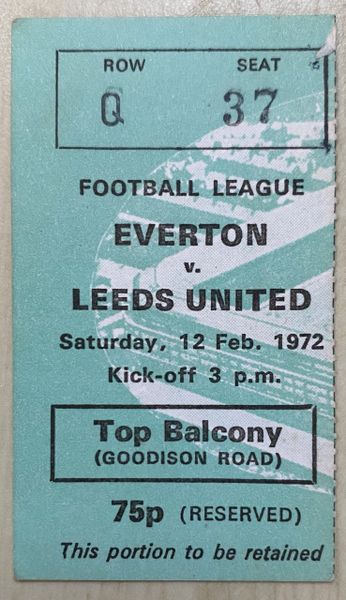 ROW SEAT
Q 37
FOOTBALL LEAGUE
EVERTON
v.
LEEDS UNITED
Saturday, 12 Feb. 1972
Kick-off 3 p.m.
Top Balcony
(GOODISON ROAD)
75p (RESERVED)
This portion to be retained